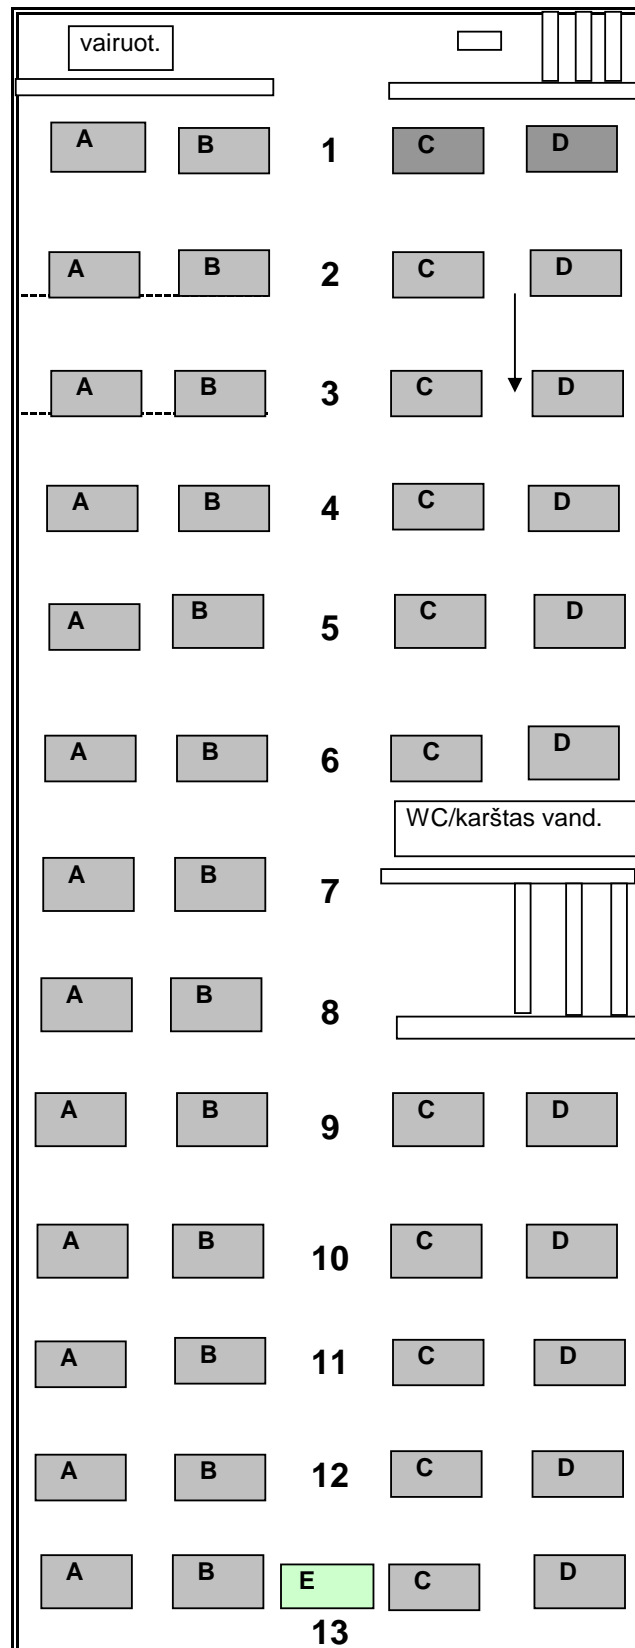 vairuot.
A B 1 C D
A B 2 C D
A B 3 C D
A B 4 C D
A B 5 C D
A B 6 C D
WC/karštas vand.
A B 7
A B 8
A B 9 C D
A B 10 C D
A B 11 C D
A B 12 C D
A B E C D
13